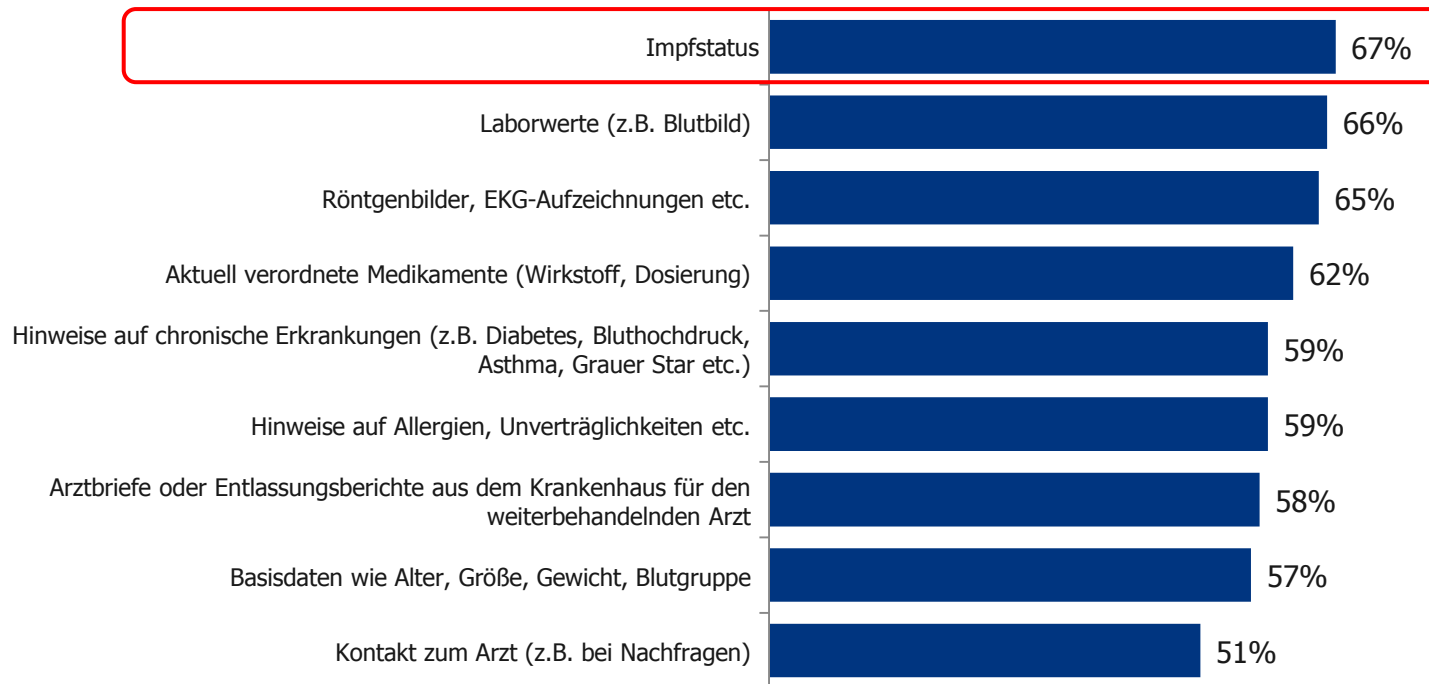 Impfstatus 67%
Laborwerte (z.B. Blutbild) 66%
Röntgenbilder, EKG-Aufzeichnungen etc. 65%
Aktuell verordnete Medikamente (Wirkstoff, Dosierung) 62%
Hinweise auf chronische Erkrankungen (z.B. Diabetes, Bluthochdruck,
Asthma, Grauer Star etc.) 59%
Hinweise auf Allergien, Unverträglichkeiten etc. 59%
Arztbriefe oder Entlassungsberichte aus dem Krankenhaus für den
weiterbehandelnden Arzt 58%
Basisdaten wie Alter, Größe, Gewicht, Blutgruppe 57%
Kontakt zum Arzt (z.B. bei Nachfragen) 51%